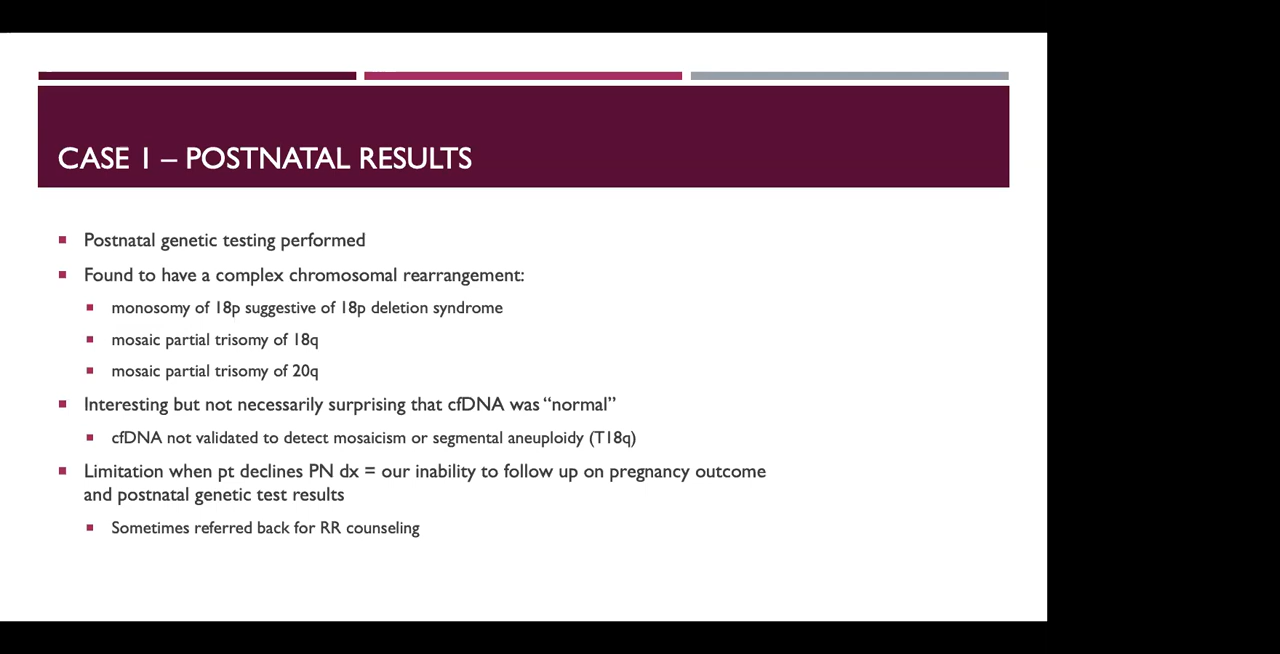 CASE 1 – POSTNATAL RESULTS
Postnatal genetic testing performed
Found to have a complex chromosomal rearrangement:
monosomy of 18p suggestive of 18p deletion syndrome
mosaic partial trisomy of 18q
mosaic partial trisomy of 20q
Interesting but not necessarily surprising that cfDNA was “normal”
cfDNA not validated to detect mosaicism or segmental aneuploidy (T18q)
Limitation when pt declines PN dx = our inability to follow up on pregnancy outcome
and postnatal genetic test results
Sometimes referred back for RR counseling